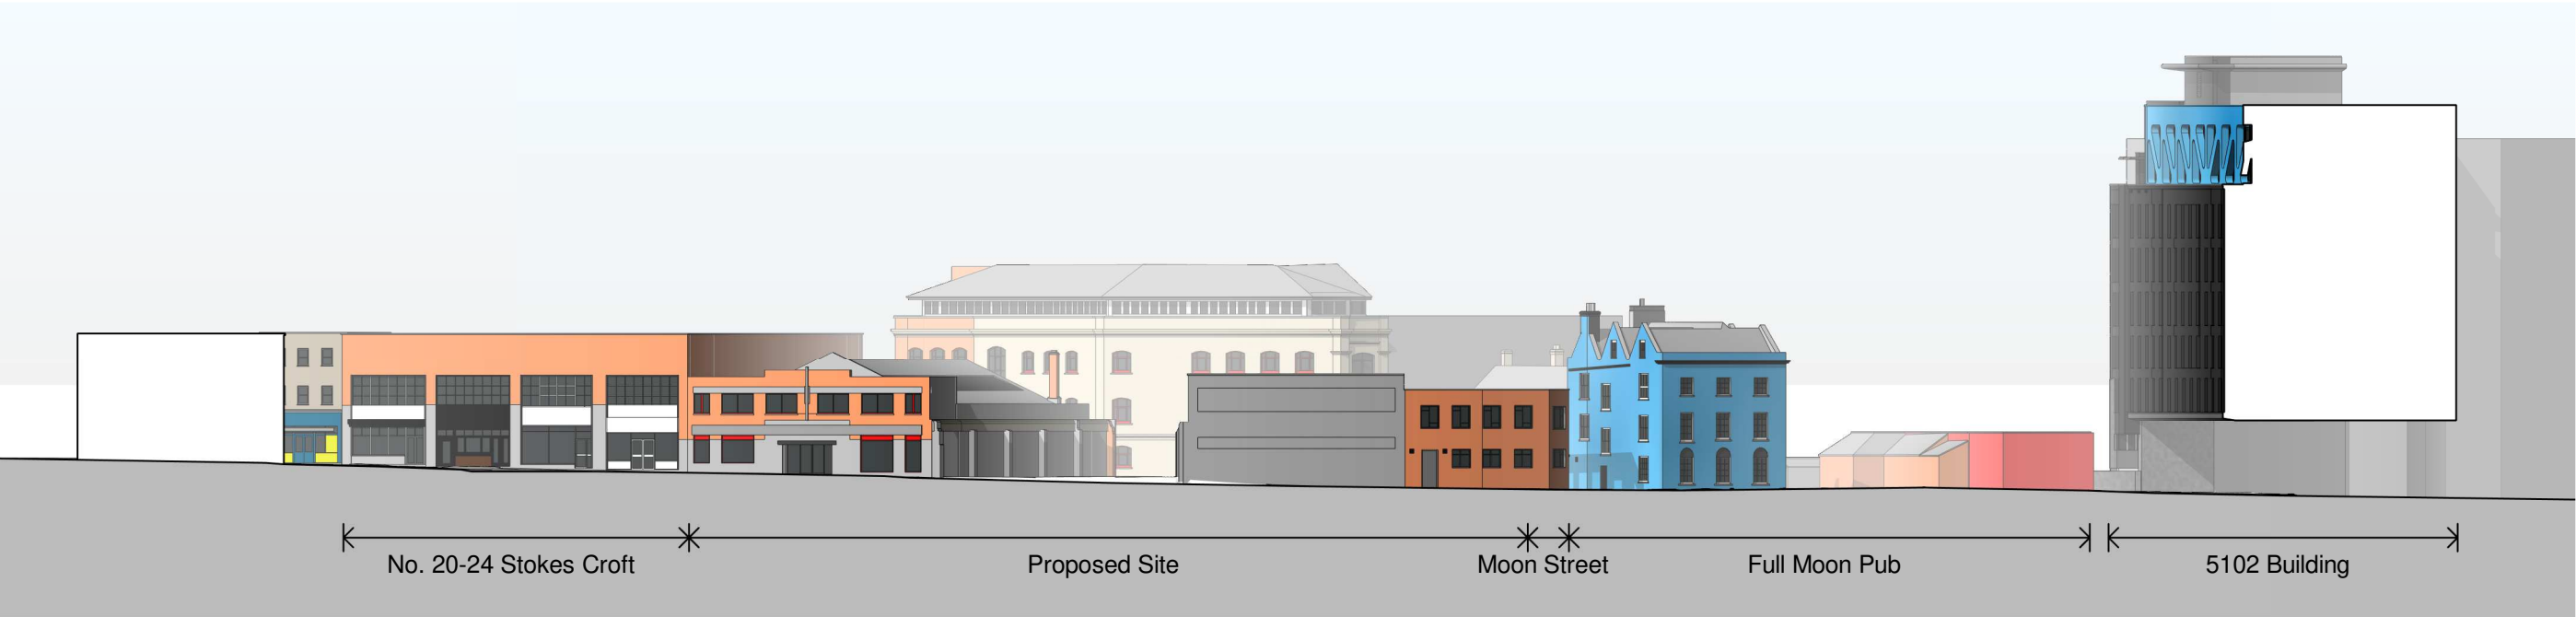 No. 20-24 Stokes Croft
Proposed Site
Moon Street
Full Moon Pub
5102 Building